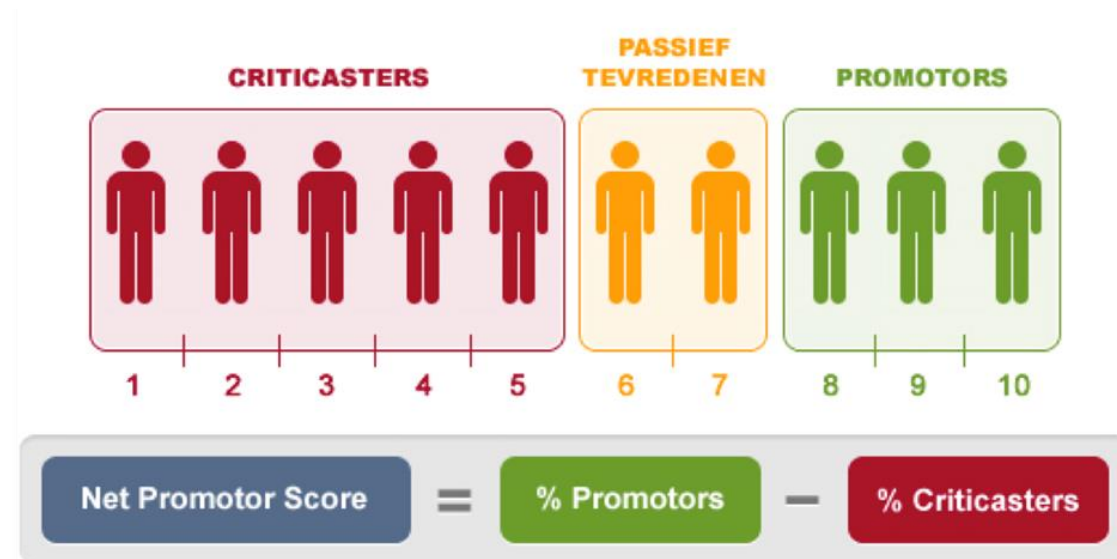 CRITICASTERS
PASSIEF
TEVREDENEN
PROMOTORS
1 2 3 4 5 6 7 8 9 10
Net Promotor Score = % Promotors − % Criticasters